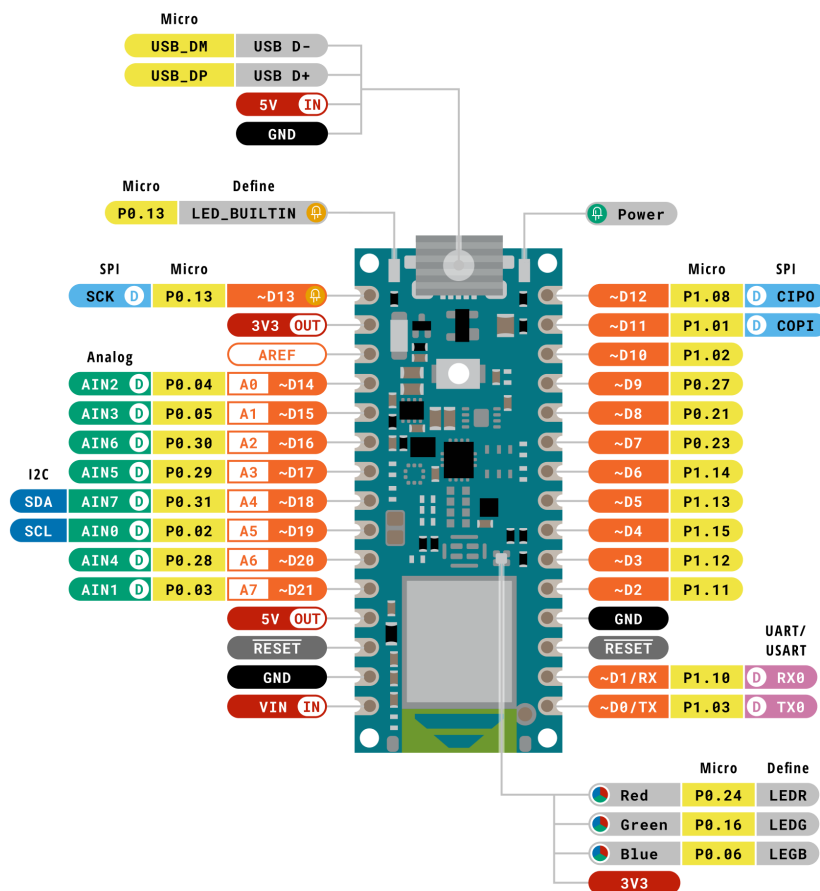 Micro
USB_DM USB D-
USB_DP USB D+
5V IN
GND
Micro Define
P0.13 LED_BUILTIN
Power
SPI Micro
SCK D P0.13 ~D13
3V3 OUT
AREF
Analog
AIN2 D P0.04 A0 ~D14
AIN3 D P0.05 A1 ~D15
AIN6 D P0.30 A2 ~D16
I2C
AIN5 D P0.29 A3 ~D17
SDA AIN7 D P0.31 A4 ~D18
SCL AIN0 D P0.02 A5 ~D19
AIN4 D P0.28 A6 ~D20
AIN1 D P0.03 A7 ~D21
5V OUT
RESET
GND
VIN IN
Micro SPI
~D12 P1.08 D CIPO
~D11 P1.01 D COPI
~D10 P1.02
~D9 P0.27
~D8 P0.21
~D7 P0.23
~D6 P1.14
~D5 P1.13
~D4 P1.15
~D3 P1.12
~D2 P1.11
GND
UART/
USART
RESET
~D1/RX P1.10 D RX0
~D0/TX P1.03 D TX0
Micro Define
Red P0.24 LEDR
Green P0.16 LEDG
Blue P0.06 LEGB
3V3